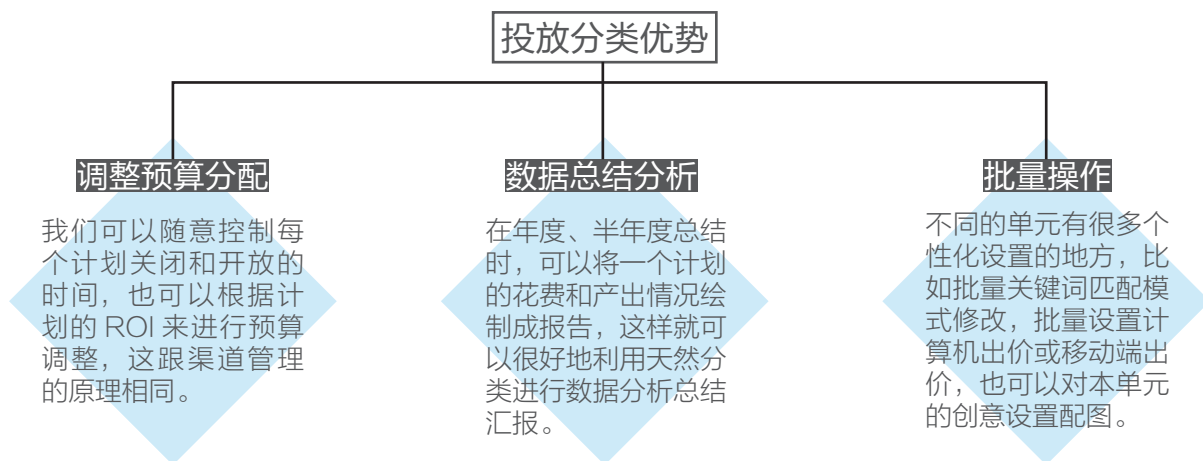 投放分类优势
调整预算分配
我们可以随意控制每
个计划关闭和开放的
时间，也可以根据计
划的 ROI 来进行预算
调整，这跟渠道管理
的原理相同。
数据总结分析
在年度、半年度总结
时，可以将一个计划
的花费和产出情况绘
制成报告，这样就可
以很好地利用天然分
类进行数据分析总结
汇报。
批量操作
不同的单元有很多个
性化设置的地方，比
如批量关键词匹配模
式修改，批量设置计
算机出价或移动端出
价，也可以对本单元
的创意设置配图。